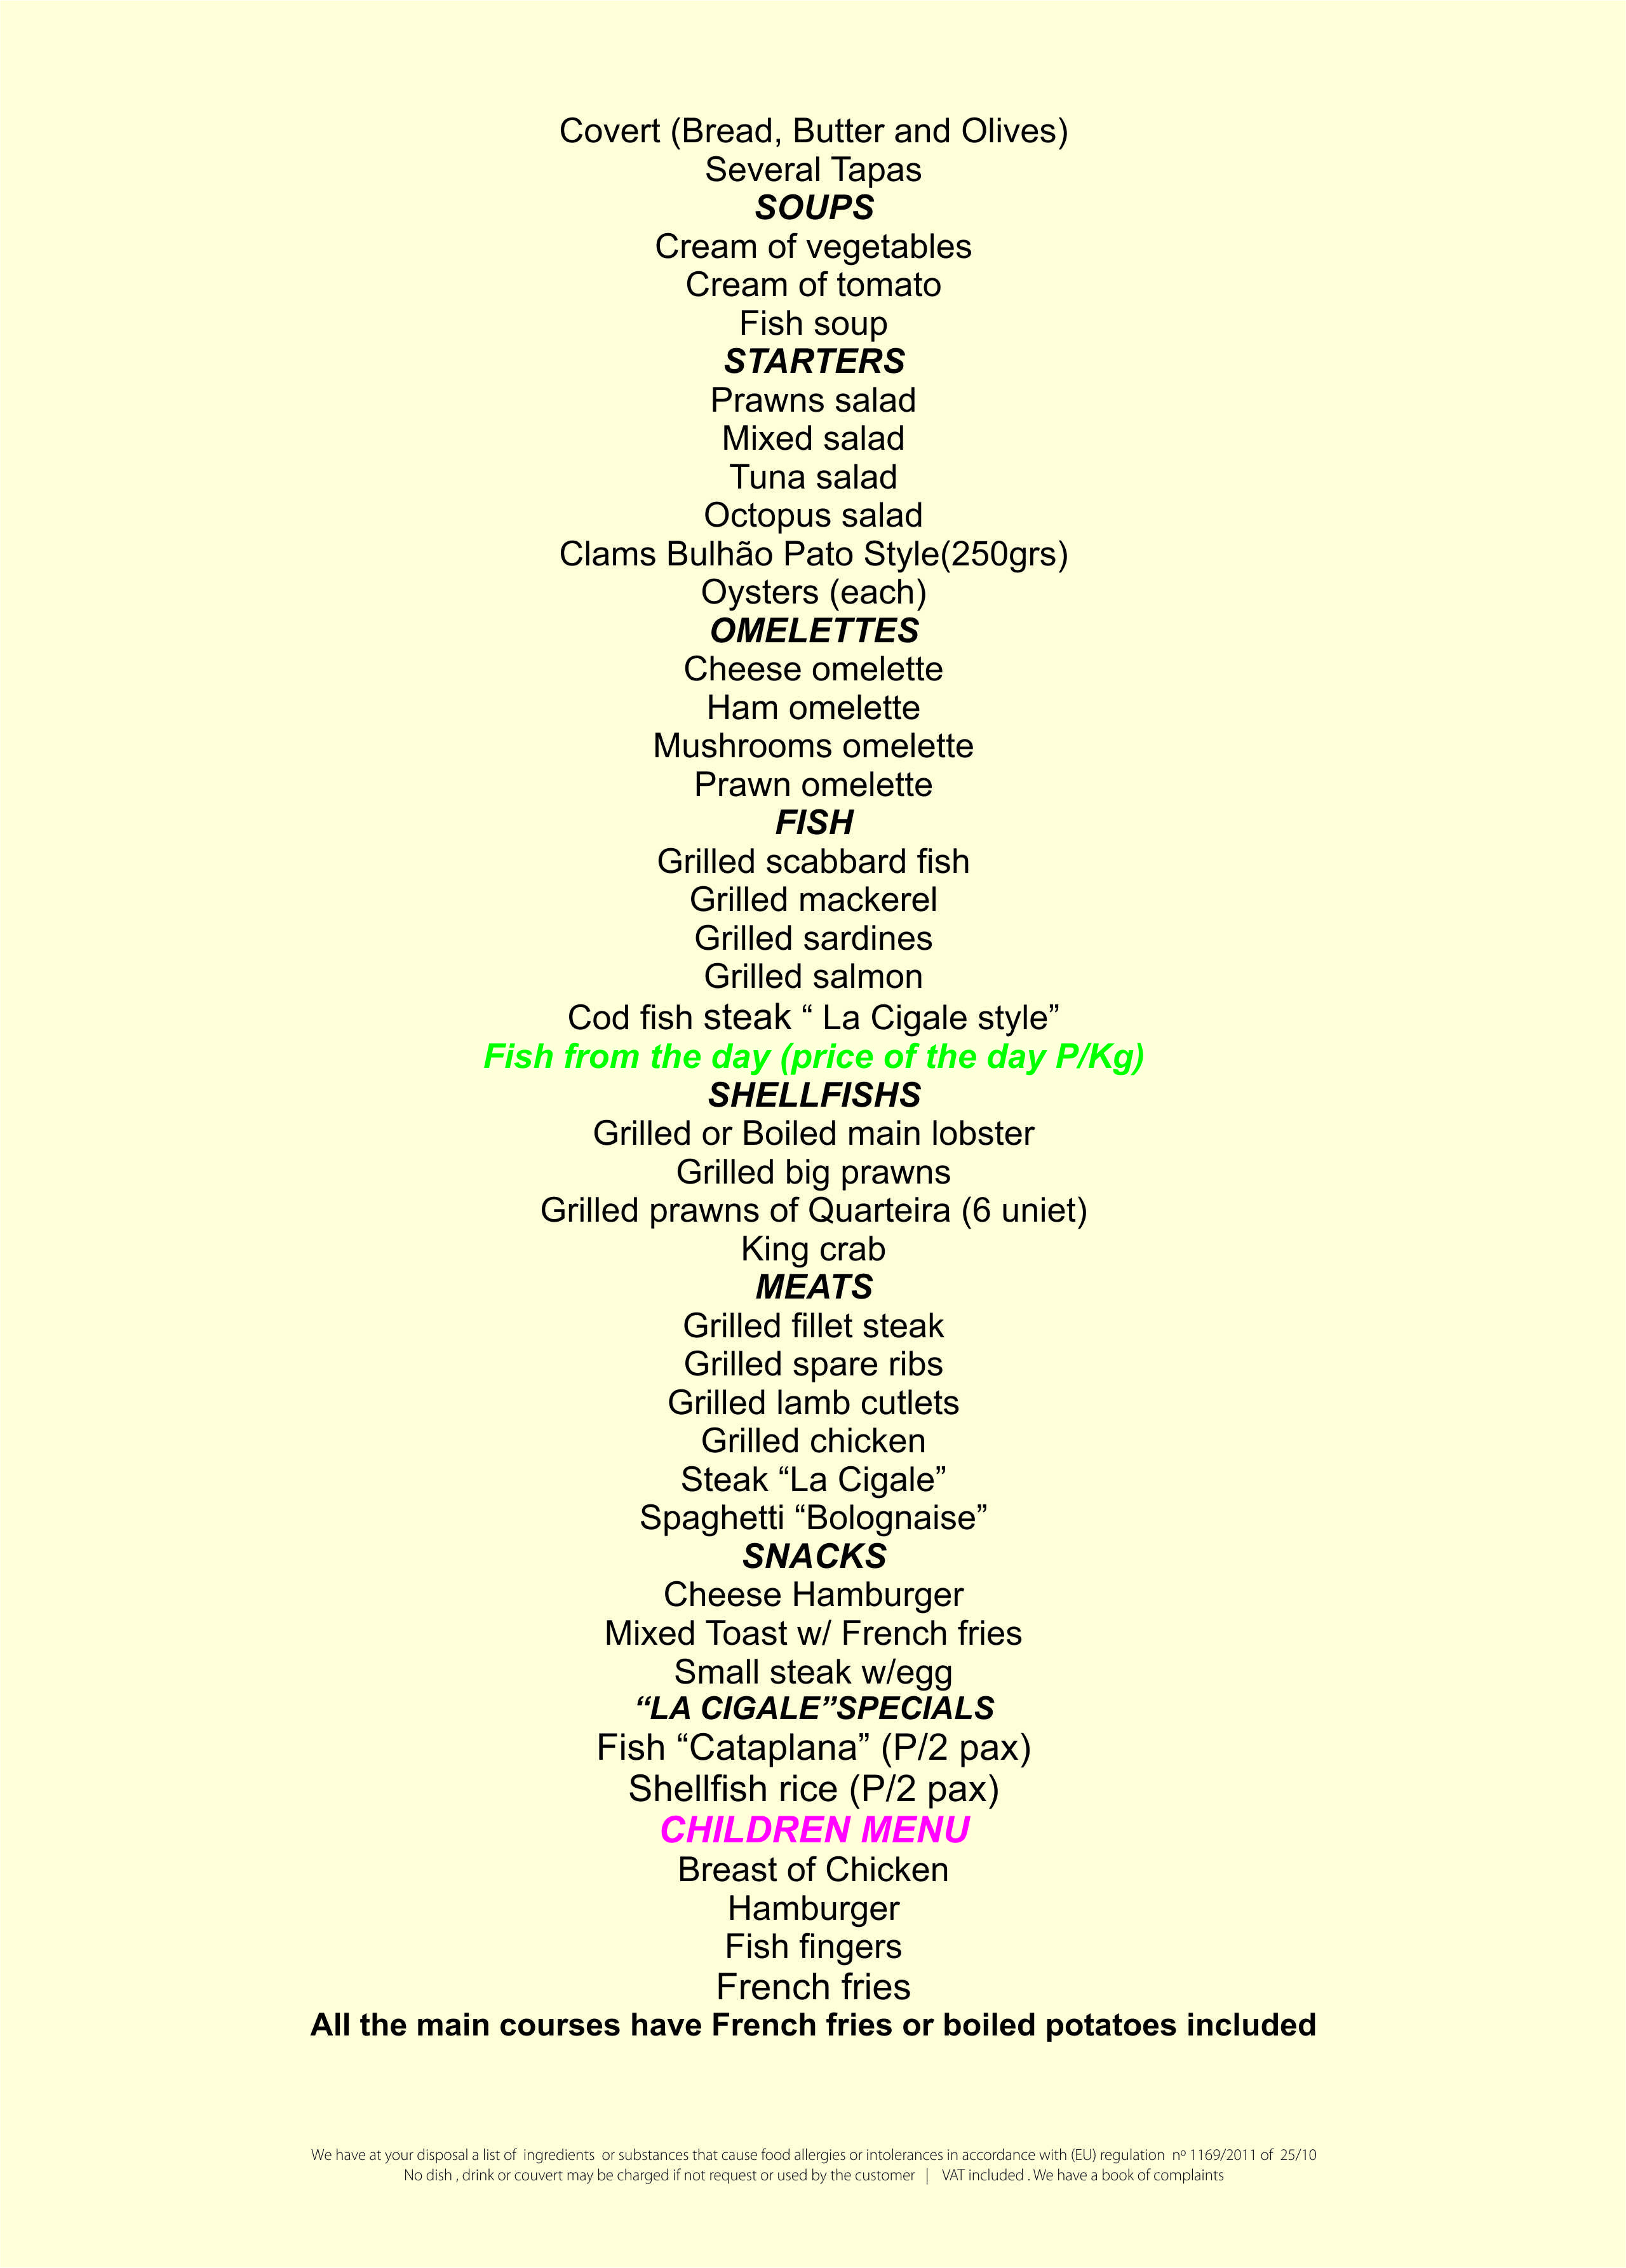 Covert (Bread, Butter and Olives)
Several Tapas
SOUPS
Cream of vegetables
Cream of tomato
Fish soup
STARTERS
Prawns salad
Mixed salad
Tuna salad
Octopus salad
Clams Bulhão Pato Style(250grs)
Oysters (each)
OMELETTES
Cheese omelette
Ham omelette
Mushrooms omelette
Prawn omelette
FISH
Grilled scabbard fish
Grilled mackerel
Grilled sardines
Grilled salmon
Cod fish steak “ La Cigale style”
Fish from the day (price of the day P/Kg)
SHELLFISHS
Grilled or Boiled main lobster
Grilled big prawns
Grilled prawns of Quarteira (6 uniet)
King crab
MEATS
Grilled fillet steak
Grilled spare ribs
Grilled lamb cutlets
Grilled chicken
Steak “La Cigale”
Spaghetti “Bolognaise”
SNACKS
Cheese Hamburger
Mixed Toast w/ French fries
Small steak w/egg
“LA CIGALE”SPECIALS
Fish “Cataplana” (P/2 pax)
Shellfish rice (P/2 pax)
CHILDREN MENU
Breast of Chicken
Hamburger
Fish fingers
French fries
All the main courses have French fries or boiled potatoes included
We have at your disposal a list of ingredients or substances that cause food allergies or intolerances in accordance with (EU) regulation nº 1169/2011 of 25/10
No dish , drink or couvert may be charged if not request or used by the customer | VAT included . We have a book of complaints